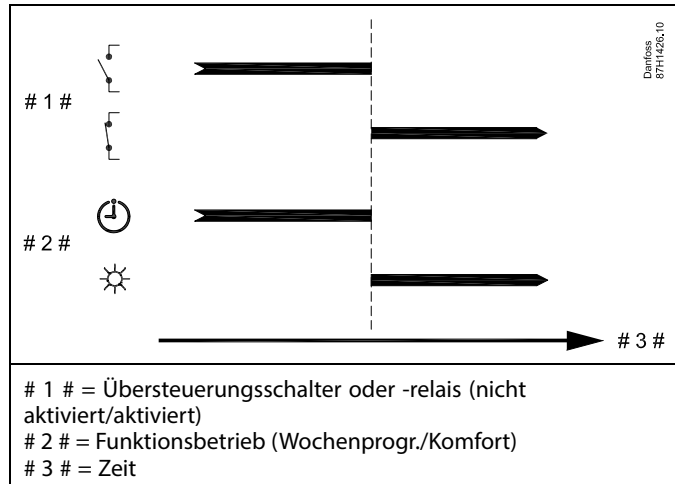 Danfoss
87H1426.10
# 1 #
# 2 #
# 3 #
# 1 # = Übersteuerungsschalter oder -relais (nicht
aktiviert/aktiviert)
# 2 # = Funktionsbetrieb (Wochenprogr./Komfort)
# 3 # = Zeit